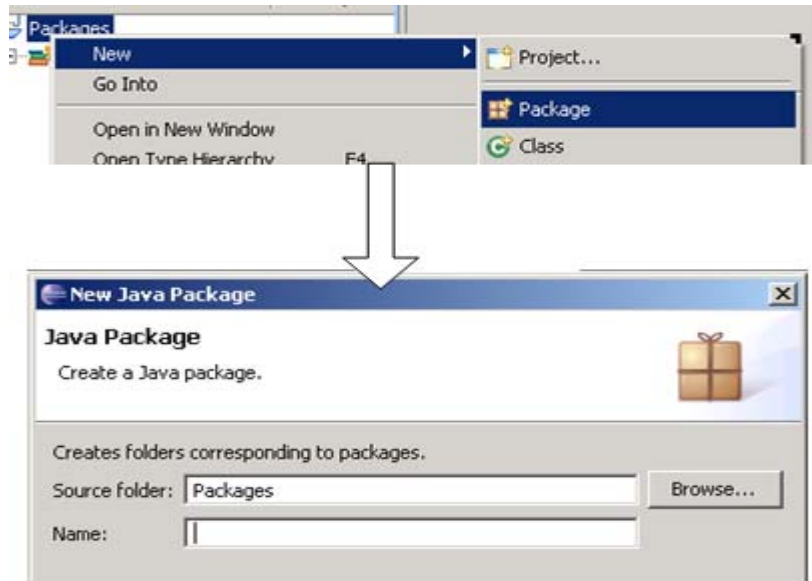 Packages
New
Project...
Go Into
Package
Open in New Window
Class
Open Type Hierarchy F4
New Java Package
Java Package
Create a Java package.
Creates folders corresponding to packages.
Source folder: Packages Browse...
Name: